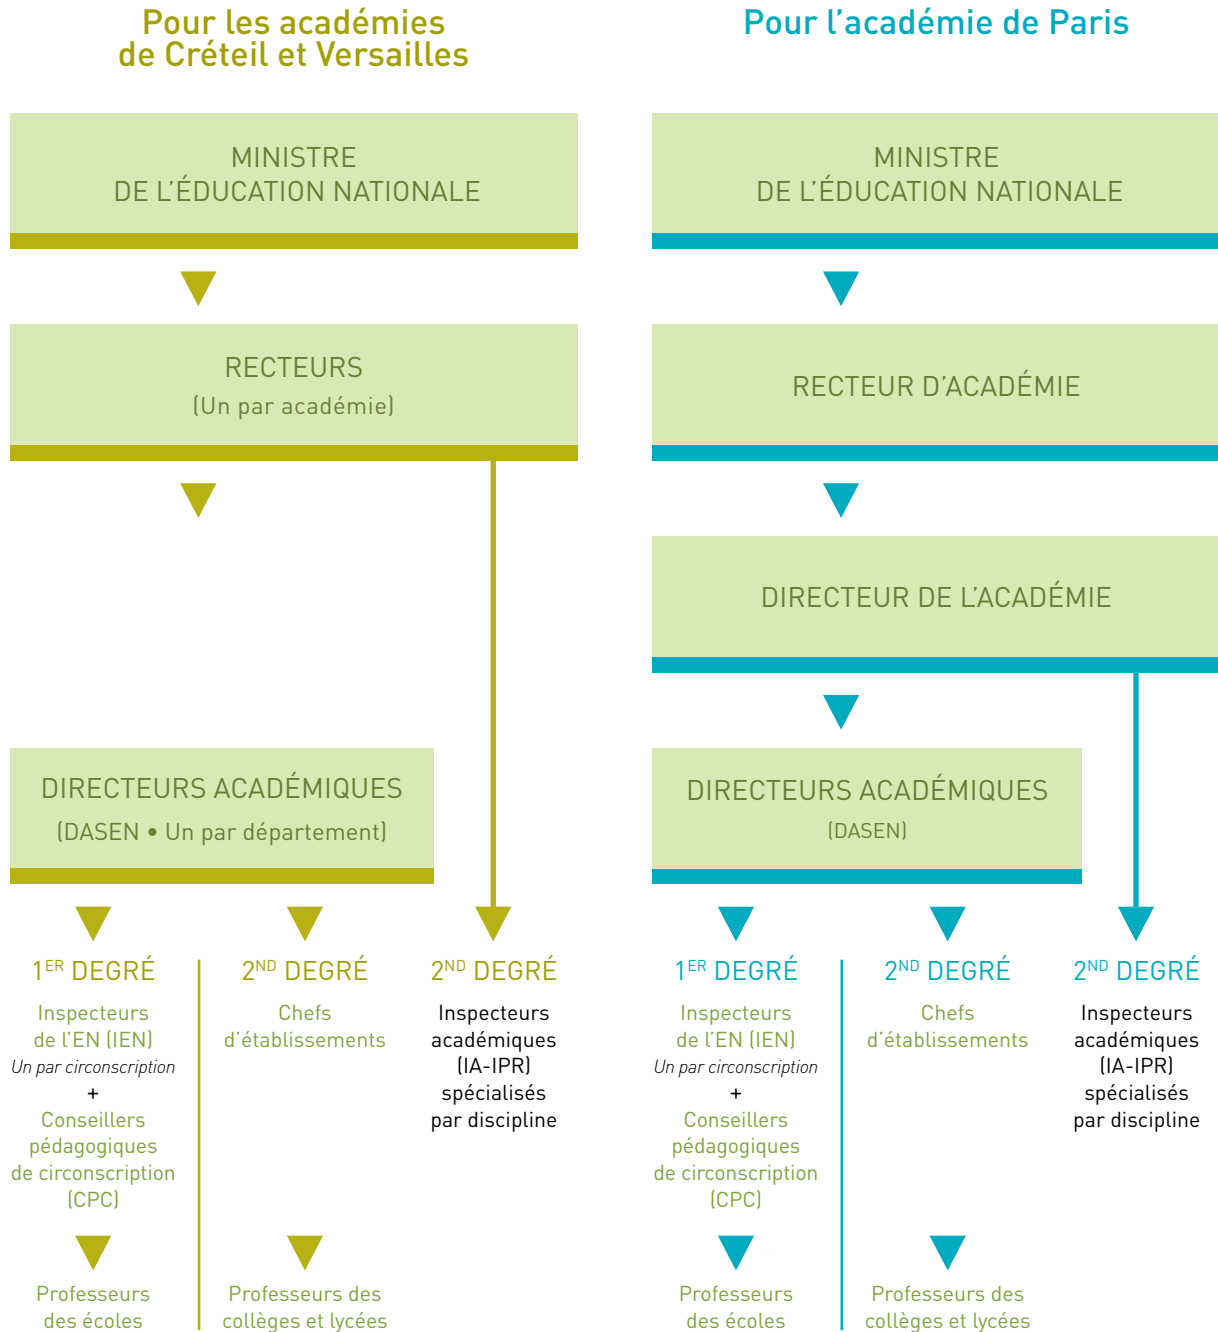 Pour les académies
de Créteil et Versailles
MINISTRE
DE L'ÉDUCATION NATIONALE
RECTEURS
(Un par académie)
DIRECTEURS ACADÉMIQUES
(DASEN • Un par département)
1ER DEGRÉ
Inspecteurs
de l'EN (IEN)
Un par circonscription
+
Conseillers
pédagogiques
de circonscription
(CPC)
Professeurs
des écoles
2ND DEGRÉ
Chefs
d'établissements
Professeurs des
collèges et lycées
2ND DEGRÉ
Inspecteurs
académiques
(IA-IPR)
spécialisés
par discipline
Pour l'académie de Paris
MINISTRE
DE L'ÉDUCATION NATIONALE
RECTEUR D'ACADÉMIE
DIRECTEUR DE L'ACADÉMIE
DIRECTEURS ACADÉMIQUES
(DASEN)
1ER DEGRÉ
Inspecteurs
de l'EN (IEN)
Un par circonscription
+
Conseillers
pédagogiques
de circonscription
(CPC)
Professeurs
des écoles
2ND DEGRÉ
Chefs
d'établissements
Professeurs des
collèges et lycées
2ND DEGRÉ
Inspecteurs
académiques
(IA-IPR)
spécialisés
par discipline